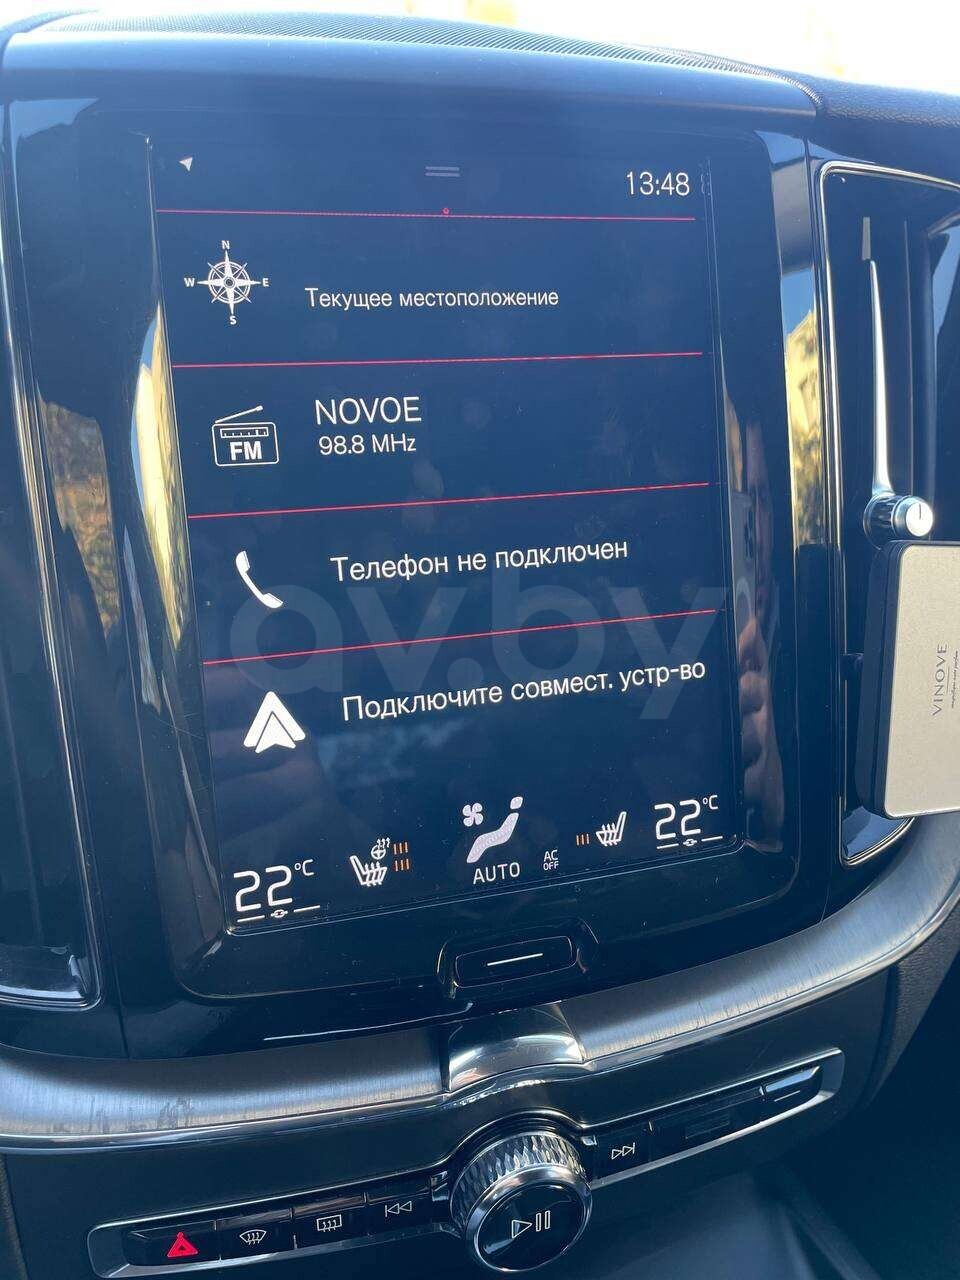 13:48
N
W E
S
Текущее местоположение
NOVOE
98.8 MHz
FM
Телефон не подключен
av.by
Подключите совмест. устр-во
22°C
AUTO
AC
OFF
22°C
VINOVE